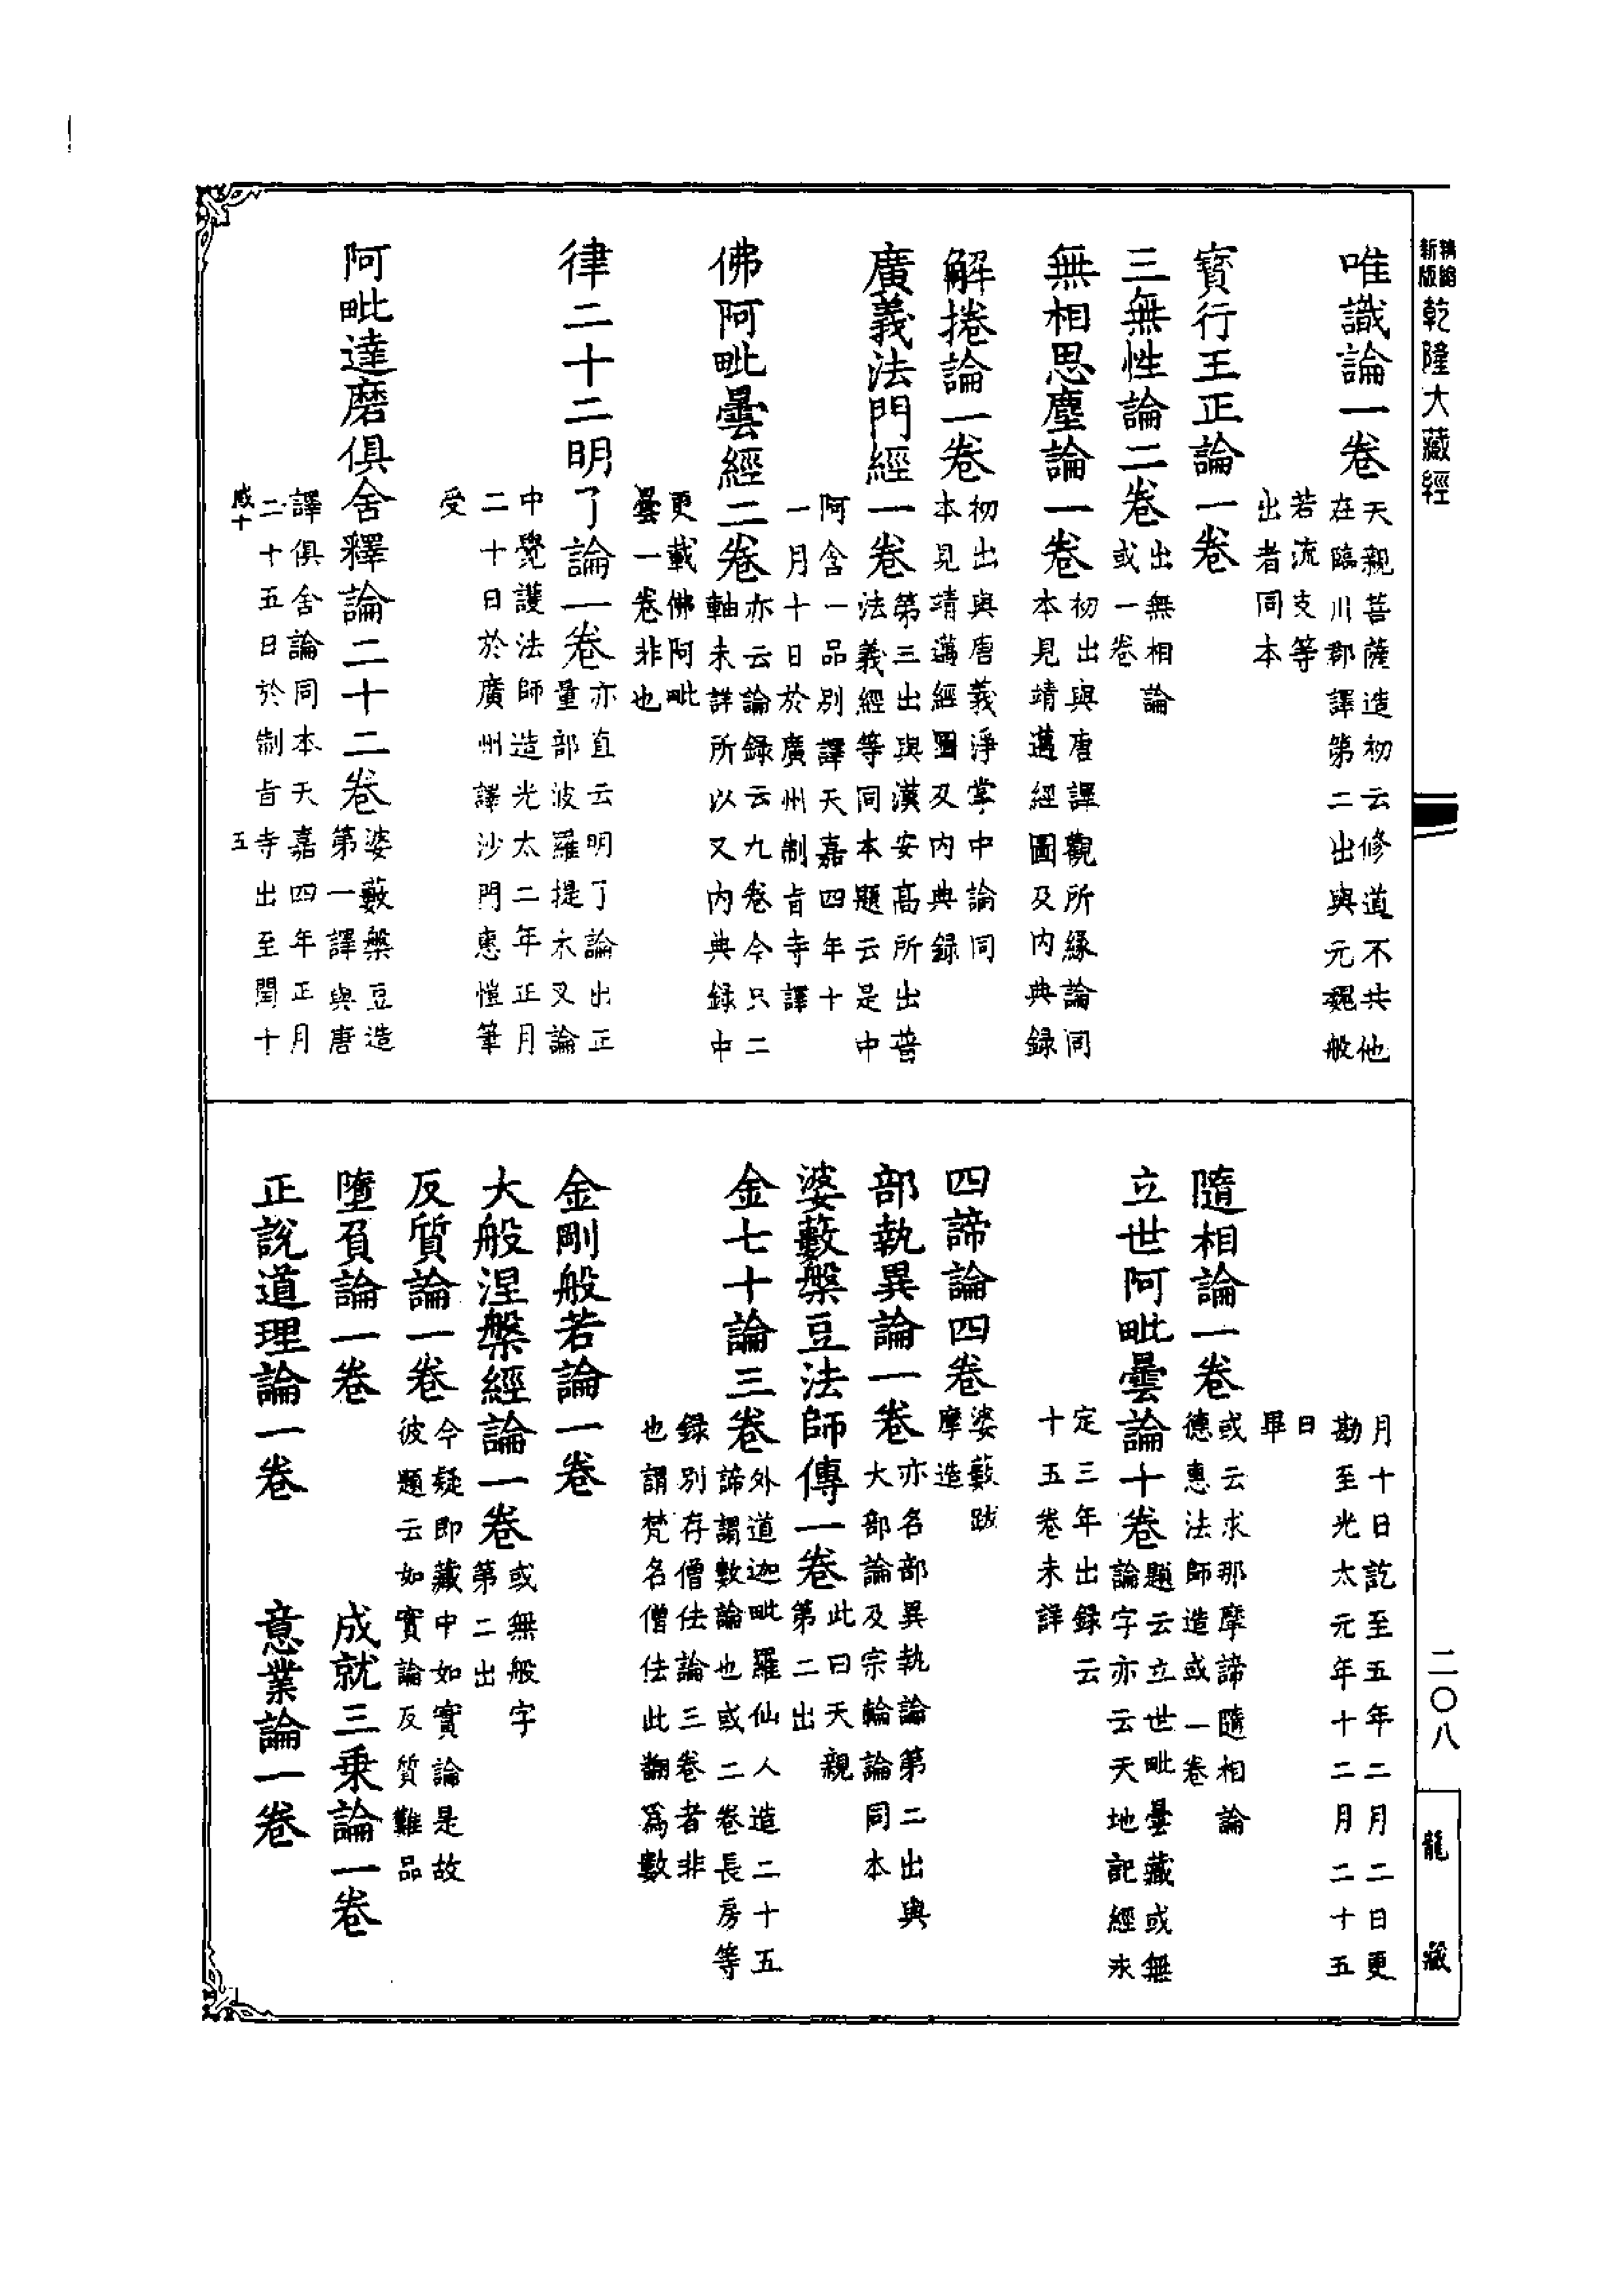 精縮新版乾隆大藏經
唯識論一卷
天親菩薩造初云修道不共他
在臨川郡譯第二出與元魏般
若流支等
出者同本
寶行王正論一卷
三無性論二卷
出無相論
或一卷
無相思塵論一卷
初出與唐譯觀所緣論同
本見靖邁經圖及內典錄
解捲論一卷
初出與唐義淨掌中論同
本見靖邁經圖及內典錄
廣義法門經一卷
第三出與漢安高所出普
法義經等同本題云是中
阿含一品別譯天嘉四年十
一月十日於廣州制旨寺譯
佛阿毗曇經二卷
亦云論錄云九卷今只二
軸未詳所以又內典錄中
更載佛阿毗
曇一卷非也
律二十二明了論一卷
亦直云明了論出正
量部波羅提木叉論
中覺護法師造光太二年正月
二十日於廣州譯沙門惠愷筆
受
阿毗達磨俱舍釋論二十二卷
婆藪槃豆造
第一譯與唐
譯俱舍論同本天嘉四年正月
二十五日於制旨寺出至閏十
咸十
五
月十日訖至五年二月二日更
勘至光太元年十二月二十五
日
畢
隨相論一卷
或云求那摩諦隨相論
德惠法師造或一卷
立世阿毗曇論十卷
題云立世毗曇藏或無
論字亦云天地記經永
定三年出錄云
十五卷未詳
四諦論四卷
婆藪跋
摩造
部執異論一卷
亦名部異執論第二出與
大部論及宗輪論同本
婆藪槃豆法師傳一卷
此曰天親
第二出
金七十論三卷
外道迦毗羅仙人造二十五
諦謂數論也或二卷長房等
錄別存僧佉論三卷者非
也謂梵名僧佉此翻爲數
金剛般若論一卷
大般涅槃經論一卷
或無般字
第二出
反質論一卷
今疑即藏中如實論是故
彼題云如實論反質難品
墮負論一卷
成就三乘論一卷
正說道理論一卷
意業論一卷
二〇八
龍藏